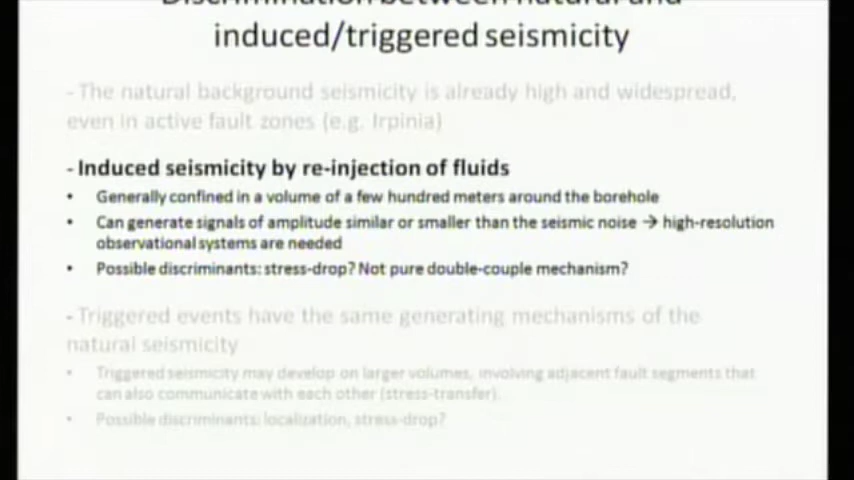 Discrimination between natural and
induced/triggered seismicity
- The natural background seismicity is already high and widespread,
even in active fault zones (e.g. Irpinia)
- Induced seismicity by re-injection of fluids
• Generally confined in a volume of a few hundred meters around the borehole
• Can generate signals of amplitude similar or smaller than the seismic noise → high-resolution
observational systems are needed
• Possible discriminants: stress-drop? Not pure double-couple mechanism?
- Triggered events have the same generating mechanisms of the
natural seismicity
• Triggered seismicity may develop on larger volumes, involving adjacent fault segments that
can also communicate with each other (stress-transfer).
• Possible discriminants: localization, stress-drop?